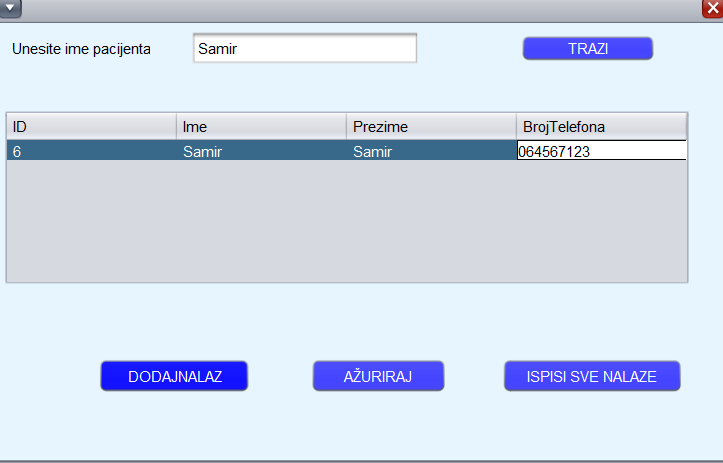 Unesite ime pacijenta Samir TRAZI
ID Ime Prezime BrojTelefona
6 Samir Samir 064567123
DODAJNALAZ AŽURIRAJ ISPISI SVE NALAZE